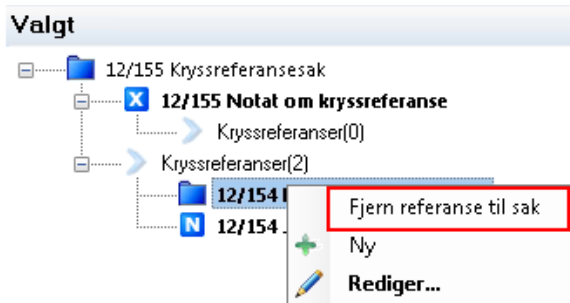 Valgt
12/155 Kryssreferansesak
X 12/155 Notat om kryssreferanse
Kryssreferanser(0)
Kryssreferanser(2)
12/154
Fjern referanse til sak
N 12/154
Ny
Rediger...